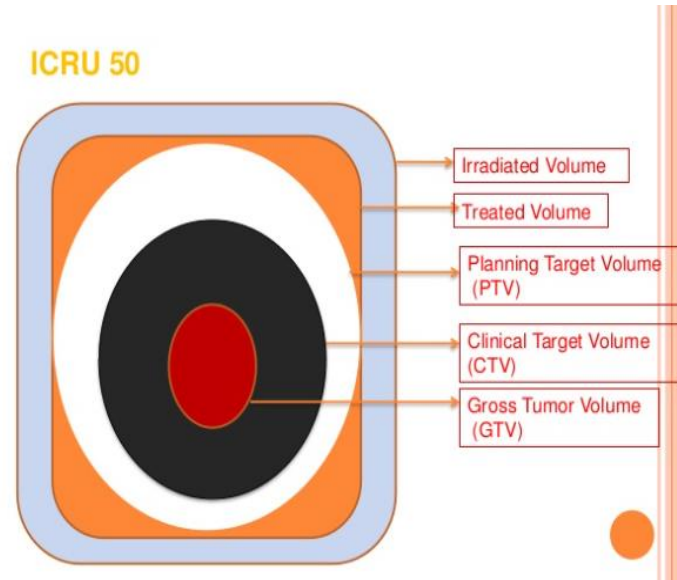 ICRU 50
Irradiated Volume
Treated Volume
Planning Target Volume
(PTV)
Clinical Target Volume
(CTV)
Gross Tumor Volume
(GTV)